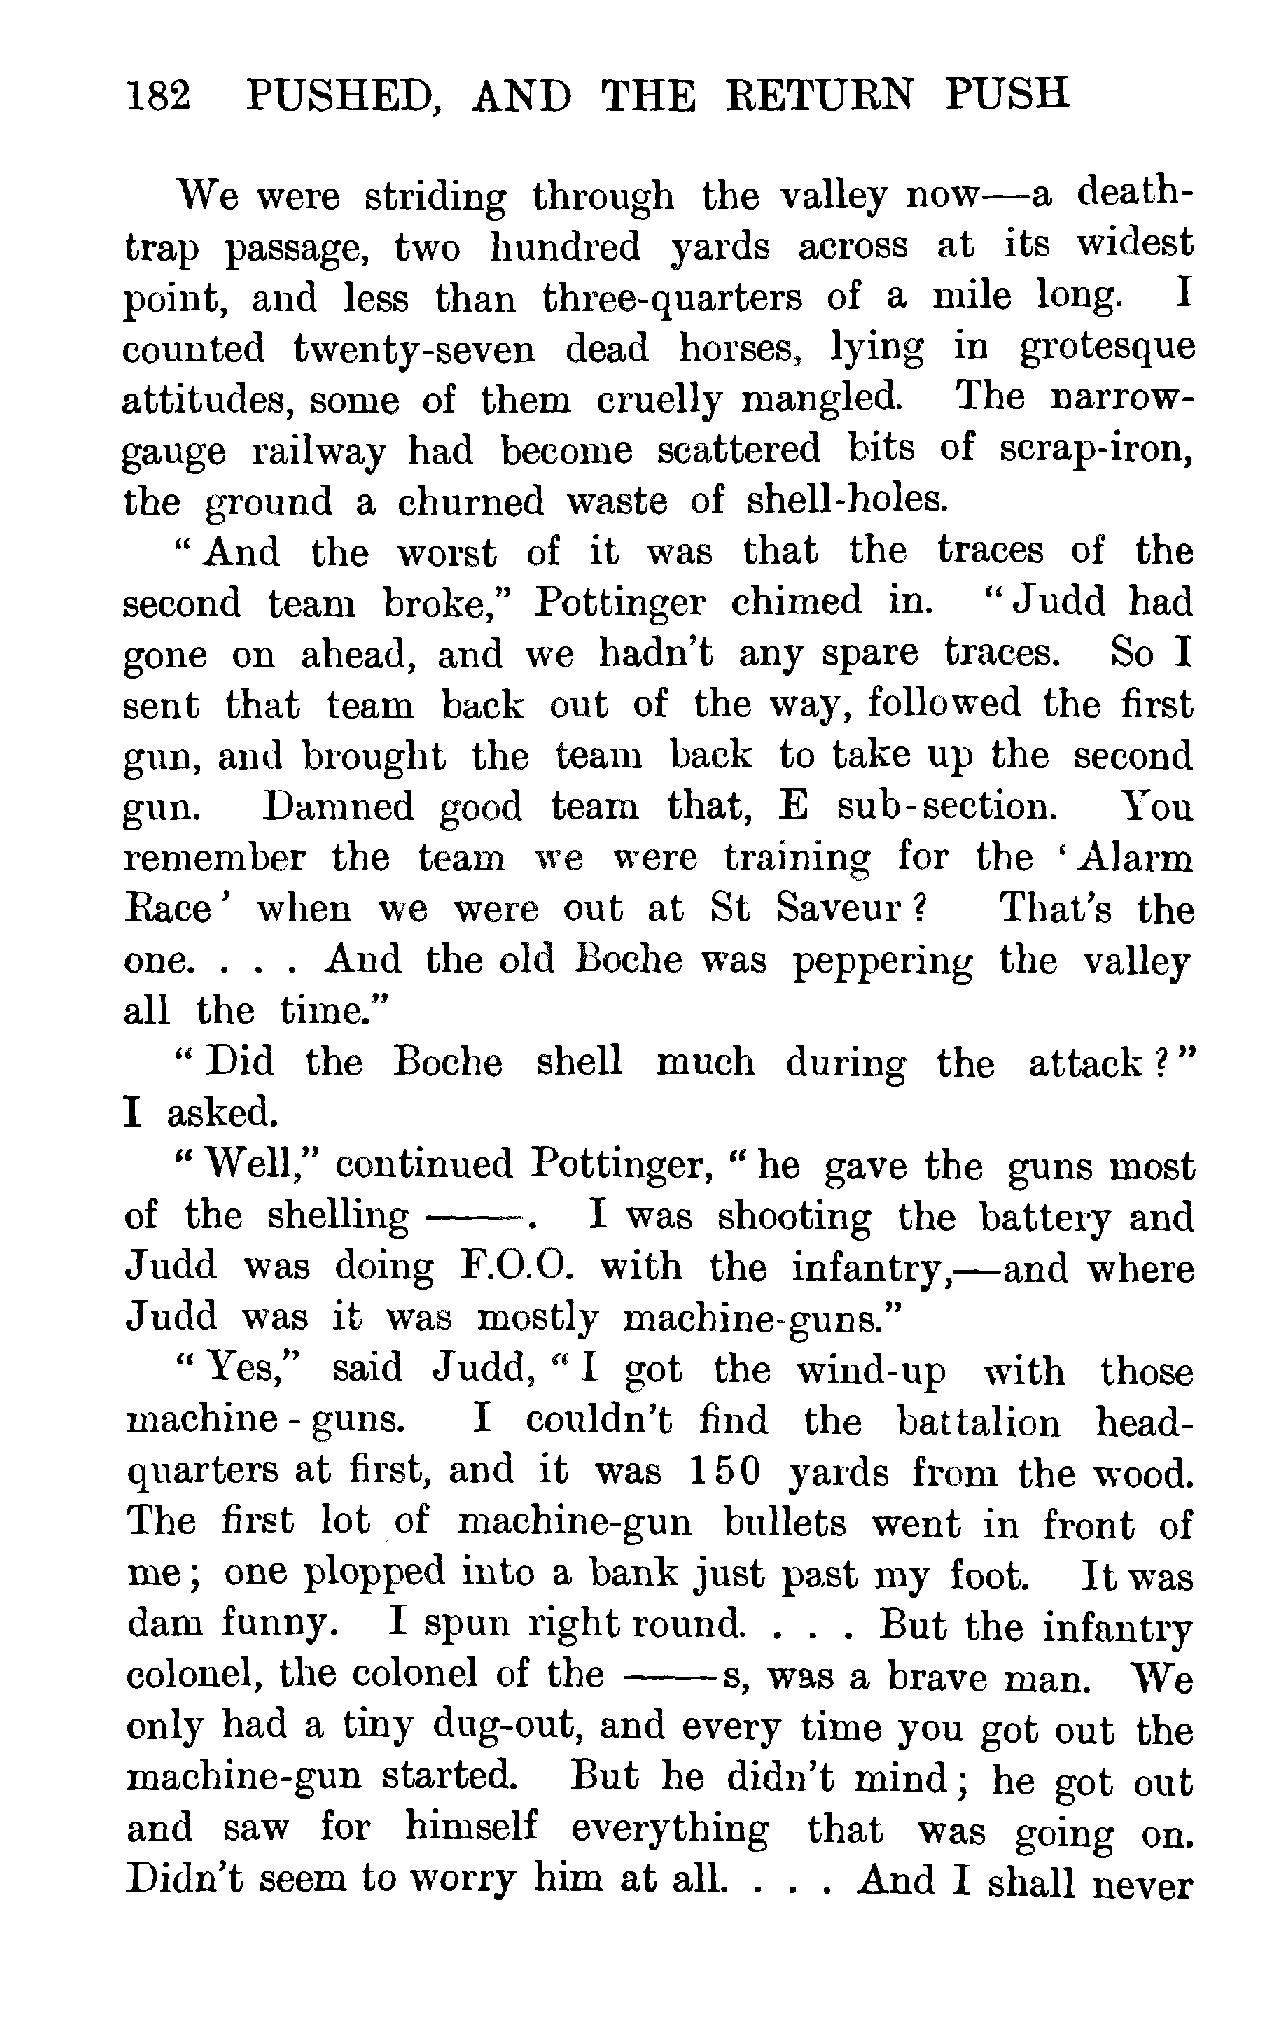 182 PUSHED, AND THE RETURN PUSH
We were striding through the valley now—a death-
trap passage, two hundred yards across at its widest
point, and less than three-quarters of a mile long. I
counted twenty-seven dead horses, lying in grotesque
attitudes, some of them cruelly mangled. The narrow-
gauge railway had become scattered bits of scrap-iron,
the ground a churned waste of shell-holes.
“And the worst of it was that the traces of the
second team broke,” Pottinger chimed in. “Judd had
gone on ahead, and we hadn’t any spare traces. So I
sent that team back out of the way, followed the first
gun, and brought the team back to take up the second
gun. Damned good team that, E sub-section. You
remember the team we were training for the ‘Alarm
Race’ when we were out at St Saveur? That’s the
one. . . . And the old Boche was peppering the valley
all the time.”
“Did the Boche shell much during the attack?”
I asked.
“Well,” continued Pottinger, “he gave the guns most
of the shelling ——. I was shooting the battery and
Judd was doing F.O.O. with the infantry,—and where
Judd was it was mostly machine-guns.”
“Yes,” said Judd, “I got the wind-up with those
machine-guns. I couldn’t find the battalion head-
quarters at first, and it was 150 yards from the wood.
The first lot of machine-gun bullets went in front of
me; one plopped into a bank just past my foot. It was
dam funny. I spun right round. . . . But the infantry
colonel, the colonel of the ——s, was a brave man. We
only had a tiny dug-out, and every time you got out the
machine-gun started. But he didn’t mind; he got out
and saw for himself everything that was going on.
Didn’t seem to worry him at all. . . . And I shall never